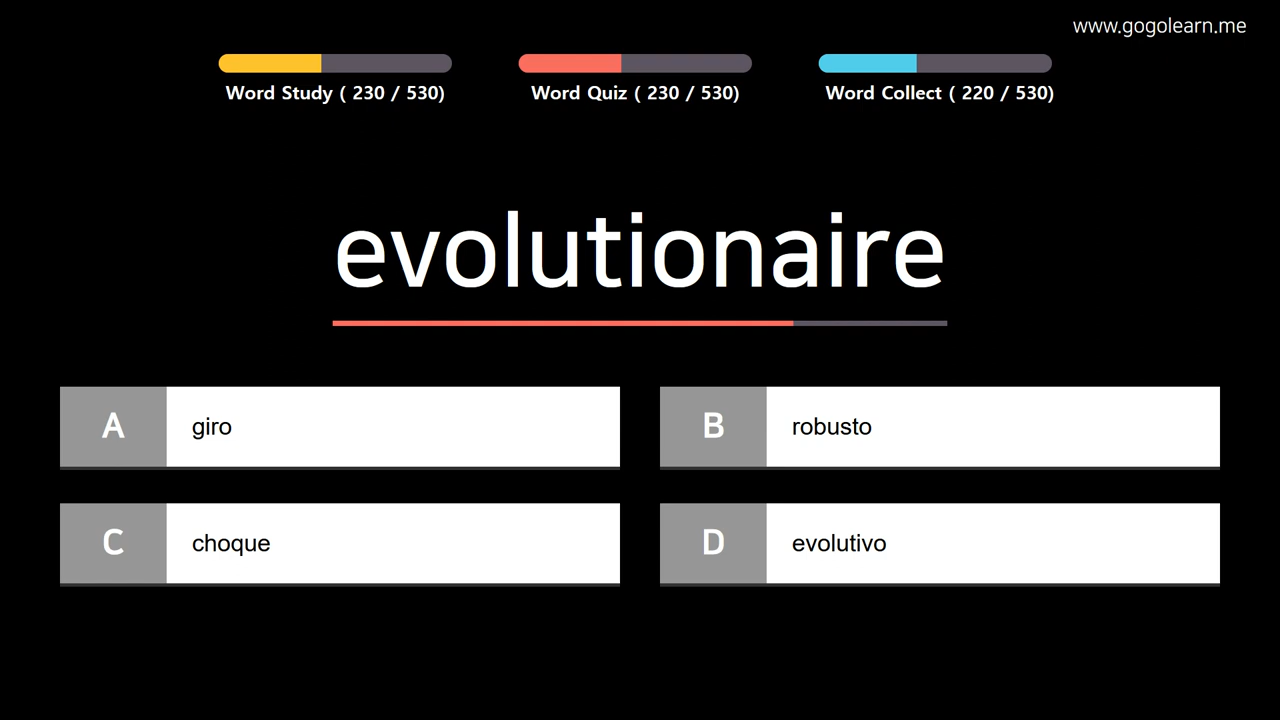 www.gogolearn.me
Word Study ( 230 / 530)
Word Quiz ( 230 / 530)
Word Collect ( 220 / 530)
evolutionaire
A giro
B robusto
C choque
D evolutivo